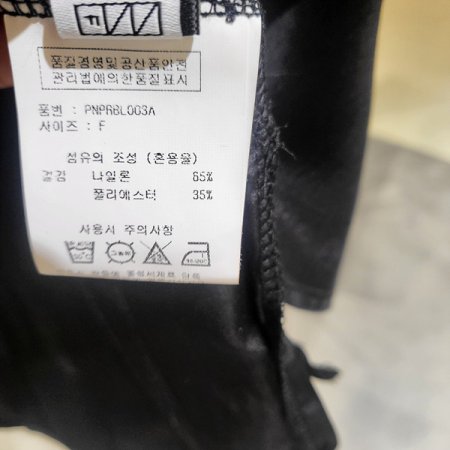 F
품질경영및공산품안전
관리법에의한품질표시
품번 : PNPRBL003A
사이즈 : F
섬유의 조성 (혼용율)
겉감 나일론 65%
폴리에스터 35%
사용시 주의사항